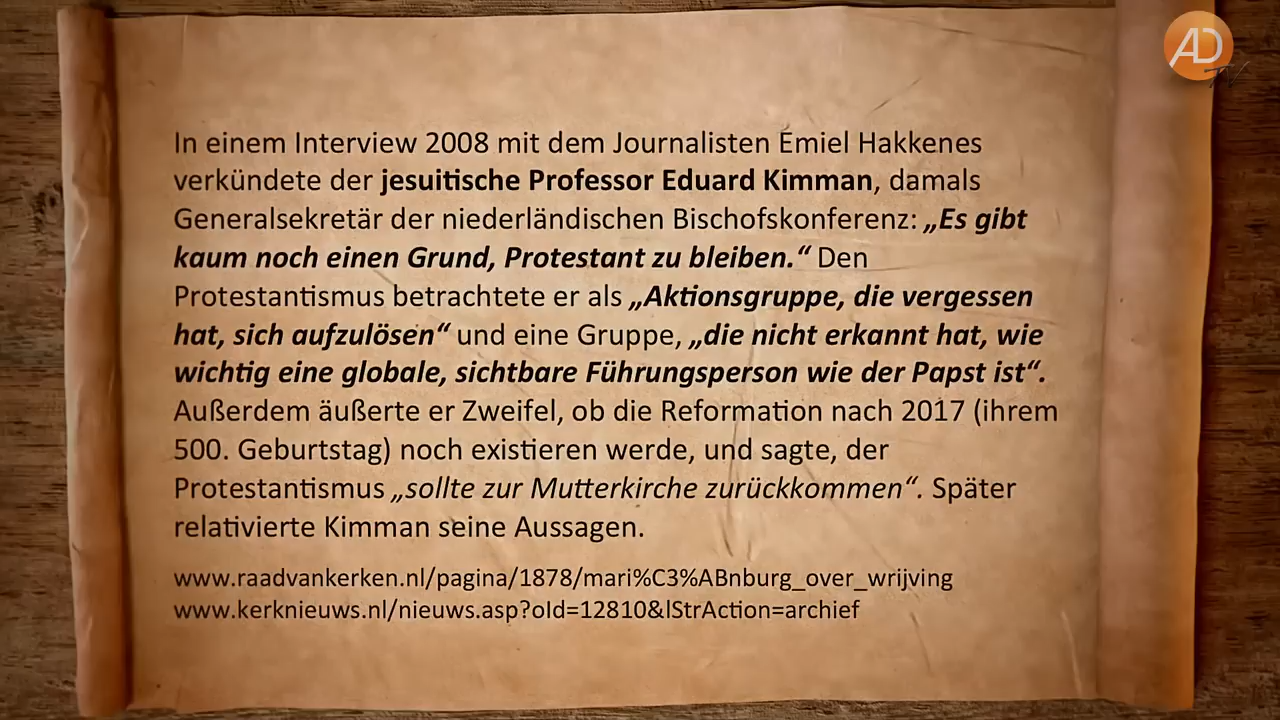 AD
TV
In einem Interview 2008 mit dem Journalisten Emiel Hakkenes
verkündete der jesuitische Professor Eduard Kimman, damals
Generalsekretär der niederländischen Bischofskonferenz: „Es gibt
kaum noch einen Grund, Protestant zu bleiben.“ Den
Protestantismus betrachtete er als „Aktionsgruppe, die vergessen
hat, sich aufzulösen“ und eine Gruppe, „die nicht erkannt hat, wie
wichtig eine globale, sichtbare Führungsperson wie der Papst ist“.
Außerdem äußerte er Zweifel, ob die Reformation nach 2017 (ihrem
500. Geburtstag) noch existieren werde, und sagte, der
Protestantismus „sollte zur Mutterkirche zurückkommen“. Später
relativierte Kimman seine Aussagen.
www.raadvankerken.nl/pagina/1878/mari%C3%ABnburg_over_wrijving
www.kerknieuws.nl/nieuws.asp?oId=12810&lStrAction=archief